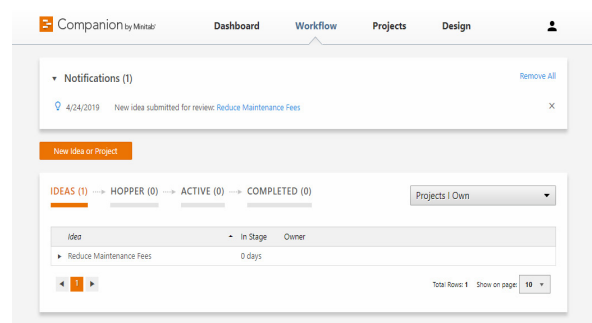 Companion by Minitab®
Dashboard Workflow Projects Design
Notifications (1) Remove All
4/24/2019 New idea submitted for review: Reduce Maintenance Fees ×
New Idea or Project
IDEAS (1) → HOPPER (0) → ACTIVE (0) → COMPLETED (0) Projects I Own
Idea In Stage Owner
Reduce Maintenance Fees 0 days
1 Total Rows: 1 Show on page: 10